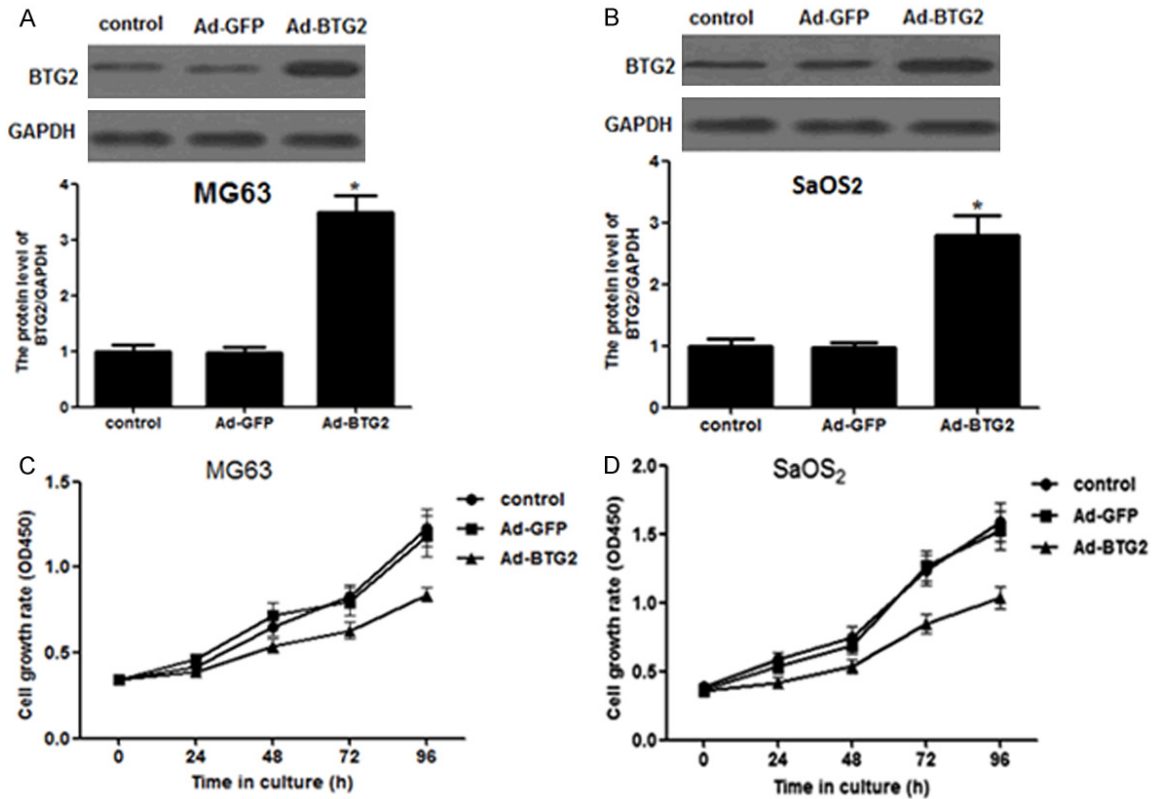 A
control Ad-GFP Ad-BTG2
BTG2
GAPDH
MG63
*
The protein level of
BTG2/GAPDH
4
3
2
1
0
control Ad-GFP Ad-BTG2
B
control Ad-GFP Ad-BTG2
BTG2
GAPDH
SaOS2
*
The protein level of
BTG2/GAPDH
4
3
2
1
0
control Ad-GFP Ad-BTG2
C
MG63
Cell growth rate (OD450)
1.5
1.0
0.5
0.0
0 24 48 72 96
Time in culture (h)
control
Ad-GFP
Ad-BTG2
D
SaOS2
Cell growth rate (OD450)
2.0
1.5
1.0
0.5
0.0
0 24 48 72 96
Time in culture (h)
control
Ad-GFP
Ad-BTG2